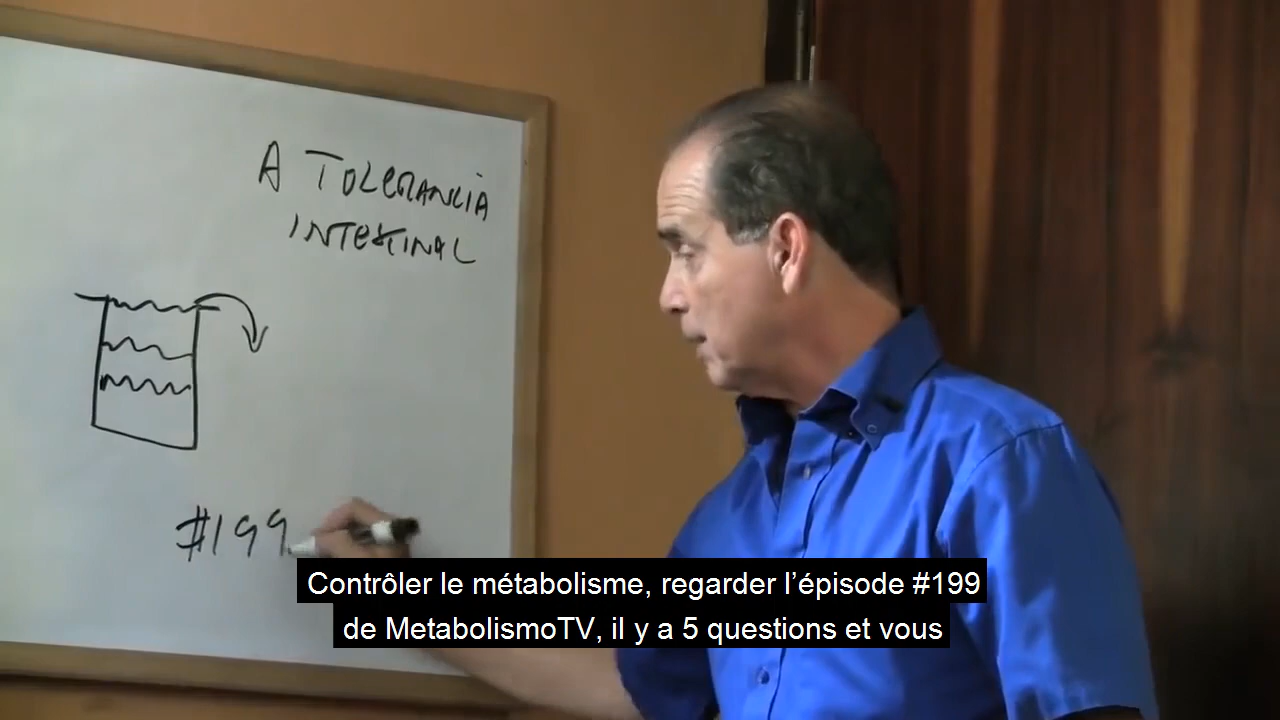 A TOLERANCIA
INTESTINAL
#199
Contrôler le métabolisme, regarder l’épisode #199
de MetabolismoTV, il y a 5 questions et vous